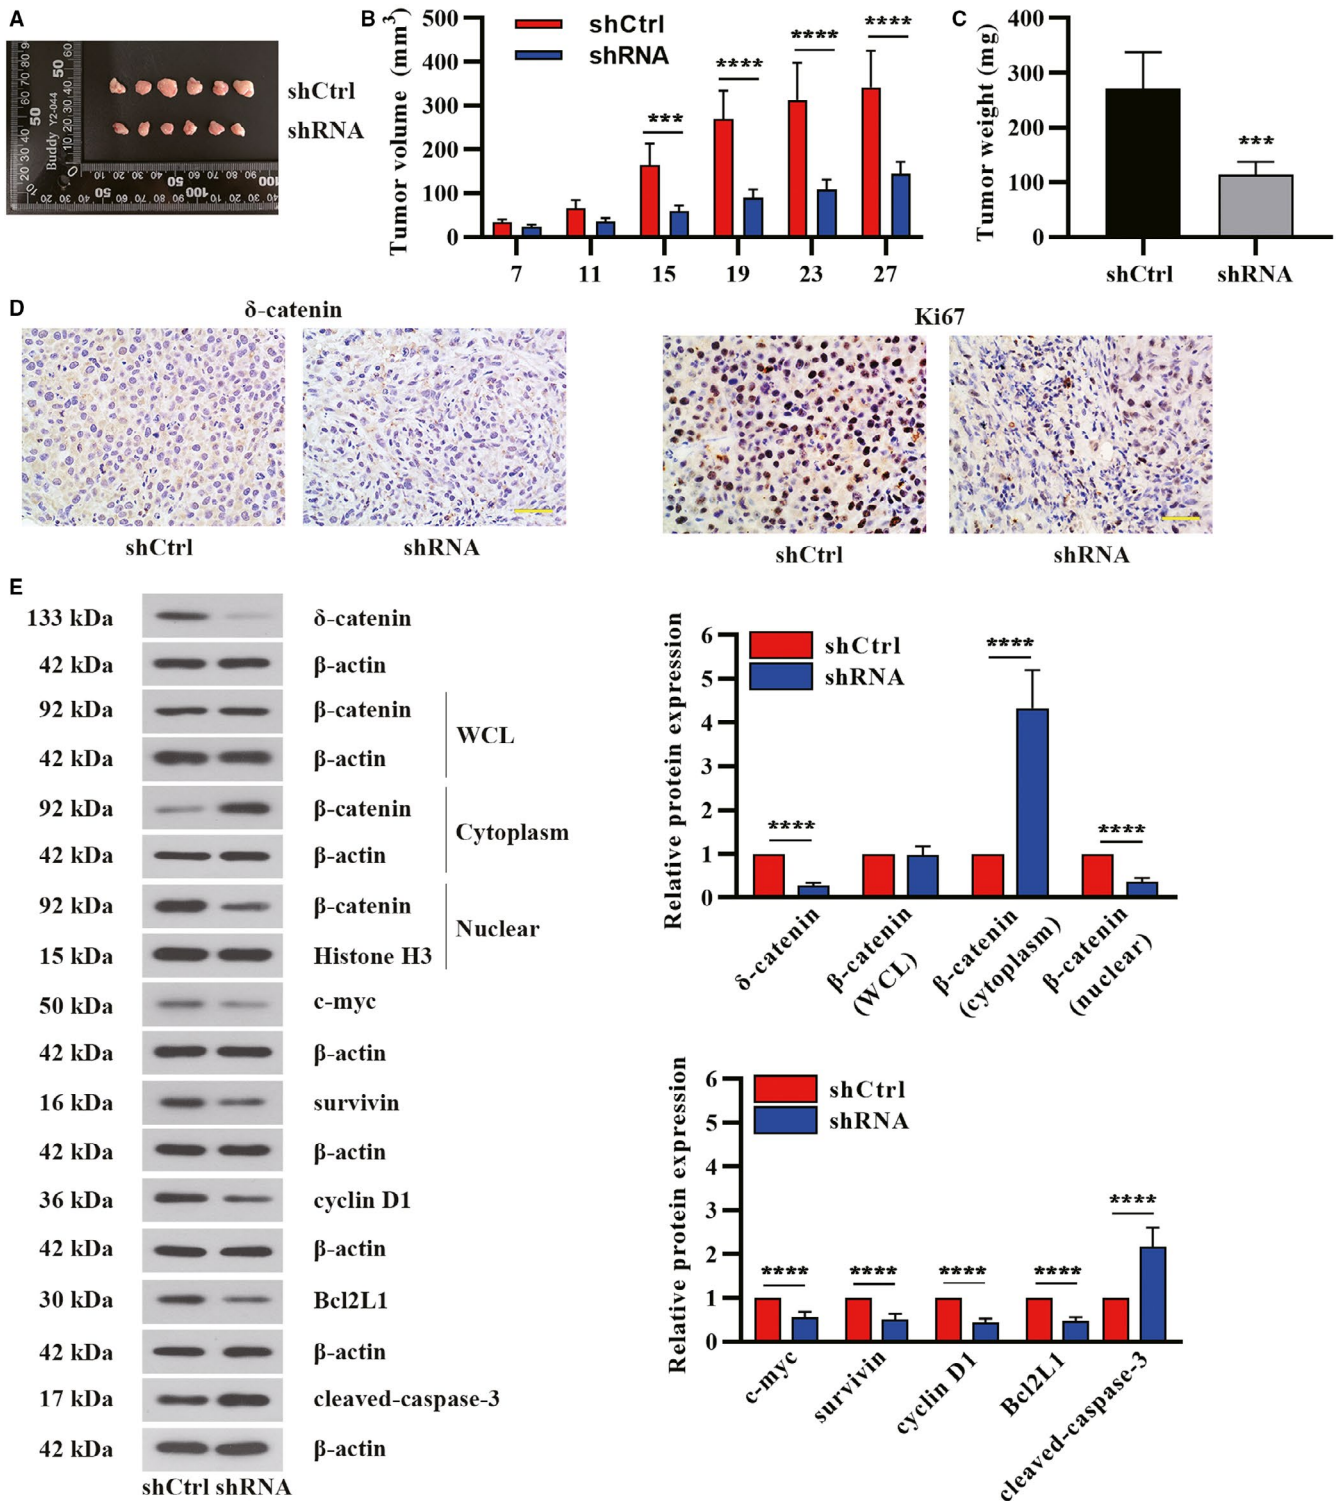 A
shCtrl
shRNA
Buddy Y2-044
B
Tumor volume (mm³)
500
400
300
200
100
0
shCtrl
shRNA
***
****
****
****
7 11 15 19 23 27
C
Tumor weight (mg)
400
300
200
100
0
***
shCtrl shRNA
D
δ-catenin
shCtrl shRNA
Ki67
shCtrl shRNA
E
133 kDa δ-catenin
42 kDa β-actin
92 kDa β-catenin
WCL
42 kDa β-actin
92 kDa β-catenin
Cytoplasm
42 kDa β-actin
92 kDa β-catenin
Nuclear
15 kDa Histone H3
50 kDa c-myc
42 kDa β-actin
16 kDa survivin
42 kDa β-actin
36 kDa cyclin D1
42 kDa β-actin
30 kDa Bcl2L1
42 kDa β-actin
17 kDa cleaved-caspase-3
42 kDa β-actin
shCtrl shRNA
Relative protein expression
6
5
4
3
2
1
0
shCtrl
shRNA
****
****
****
δ-catenin
β-catenin
(WCL)
β-catenin
(cytoplasm)
β-catenin
(nuclear)
Relative protein expression
6
5
4
3
2
1
0
shCtrl
shRNA
****
****
****
****
****
c-myc
survivin
cyclin D1
Bcl2L1
cleaved-caspase-3